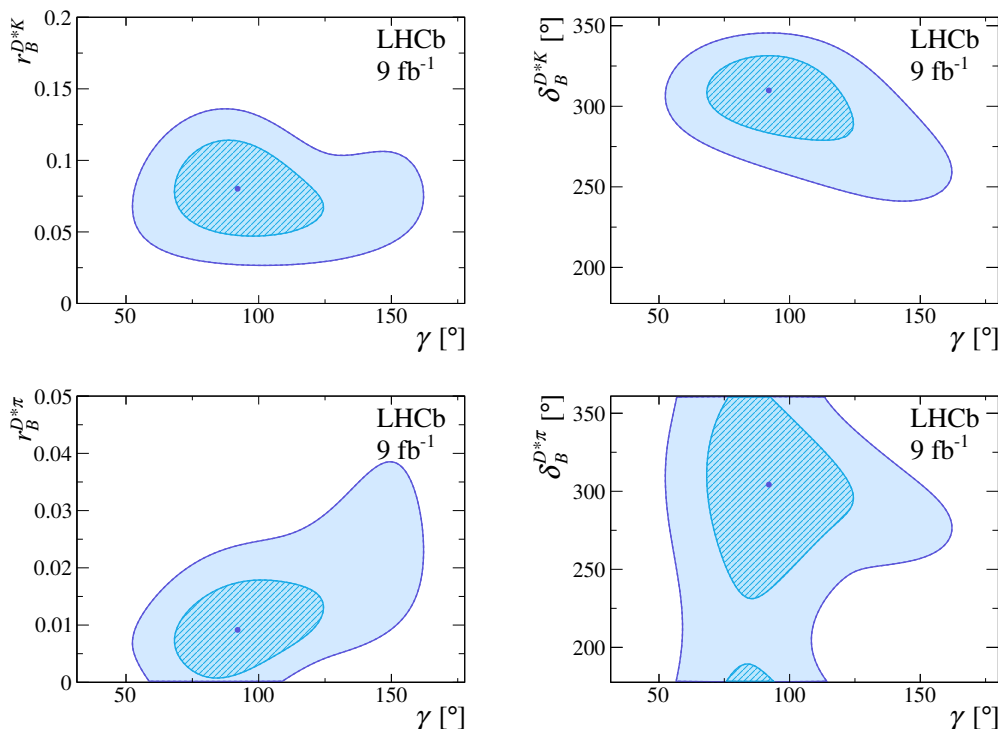 r_B^{D*K}
0.2
0.15
0.1
0.05
0
LHCb
9 fb⁻¹
50 100 150
γ [°]
δ_B^{D*K} [°]
350
300
250
200
LHCb
9 fb⁻¹
50 100 150
γ [°]
r_B^{D*π}
0.05
0.04
0.03
0.02
0.01
0
LHCb
9 fb⁻¹
50 100 150
γ [°]
δ_B^{D*π} [°]
350
300
250
200
LHCb
9 fb⁻¹
50 100 150
γ [°]